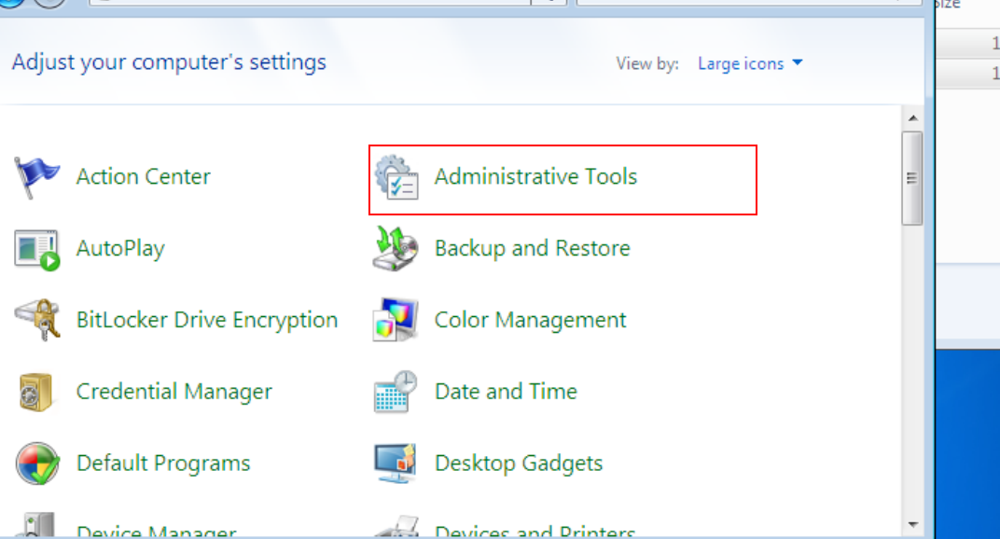 Size
Adjust your computer's settings
View by: Large icons
1
1
Action Center
Administrative Tools
AutoPlay
Backup and Restore
BitLocker Drive Encryption
Color Management
Credential Manager
Date and Time
Default Programs
Desktop Gadgets
Device Manager
Devices and Printers